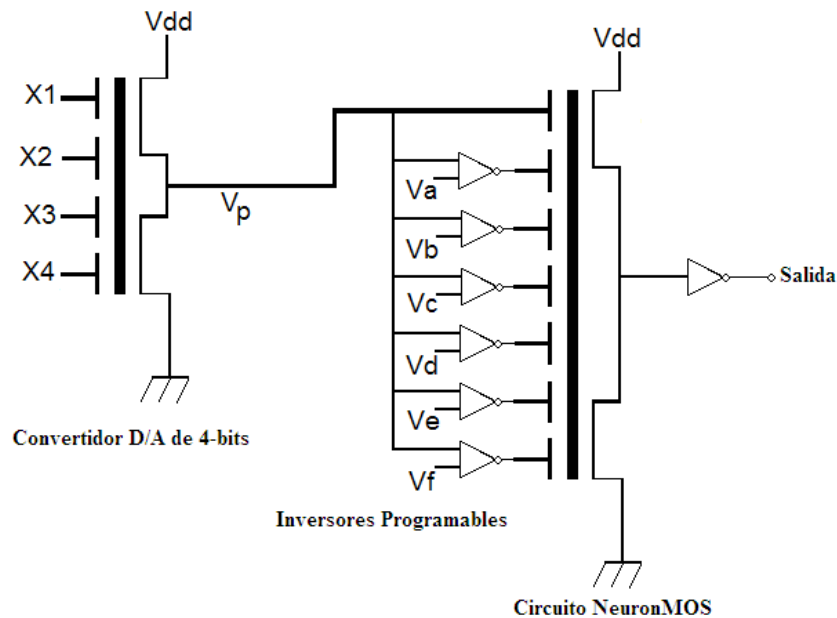 Vdd
X1
X2
X3
X4
Vp
Convertidor D/A de 4-bits
Vdd
Va
Vb
Vc
Vd
Ve
Vf
Salida
Inversores Programables
Circuito NeuronMOS